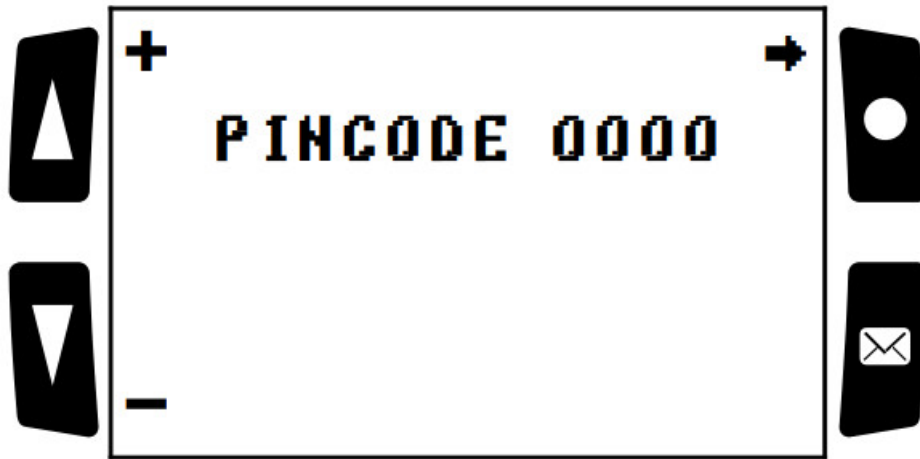 + →
PINCODE 0000
−